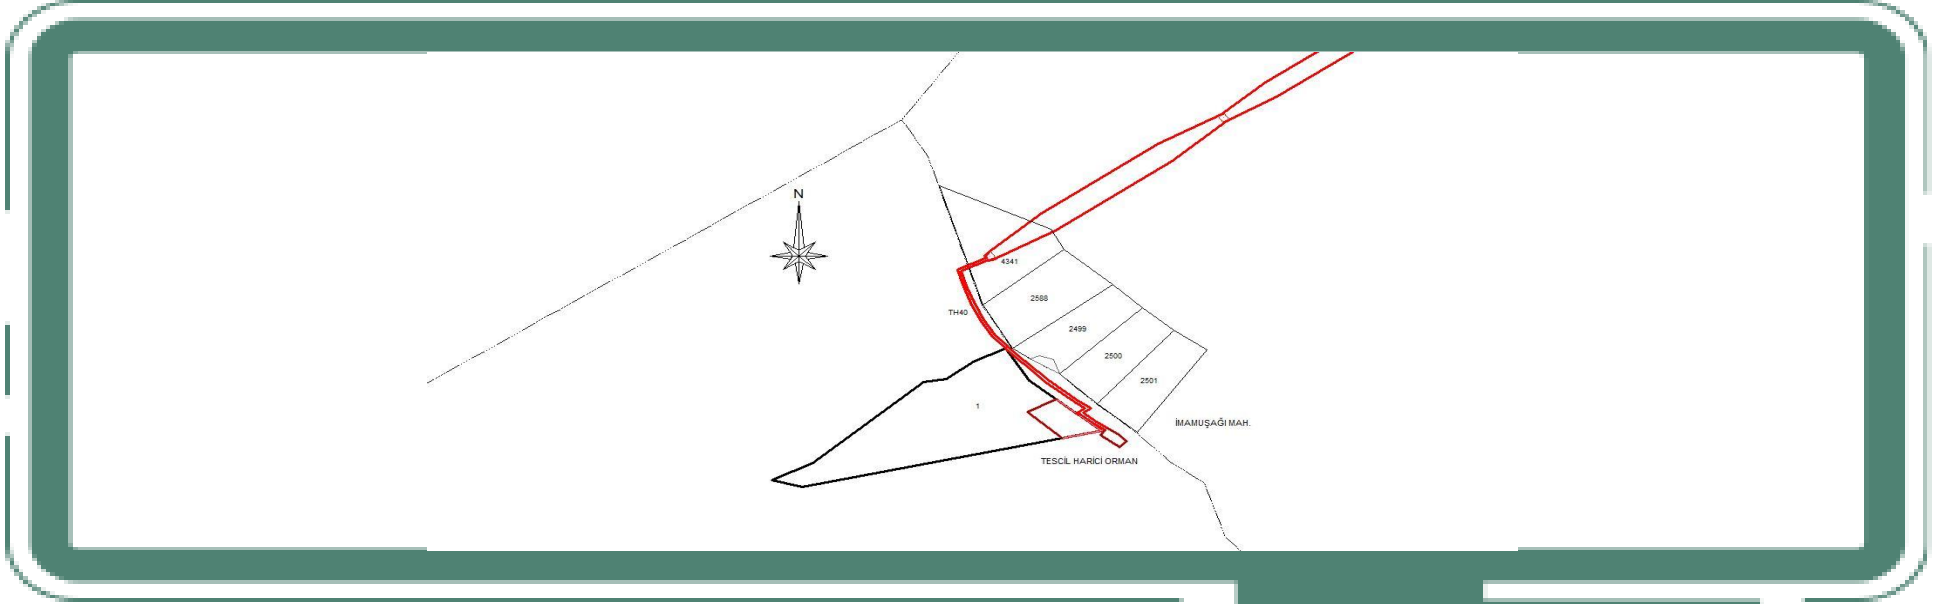 N
4341
2588
TH40
2499
2500
2501
1
İMAMUŞAĞI MAH.
TESCİL HARİCİ ORMAN